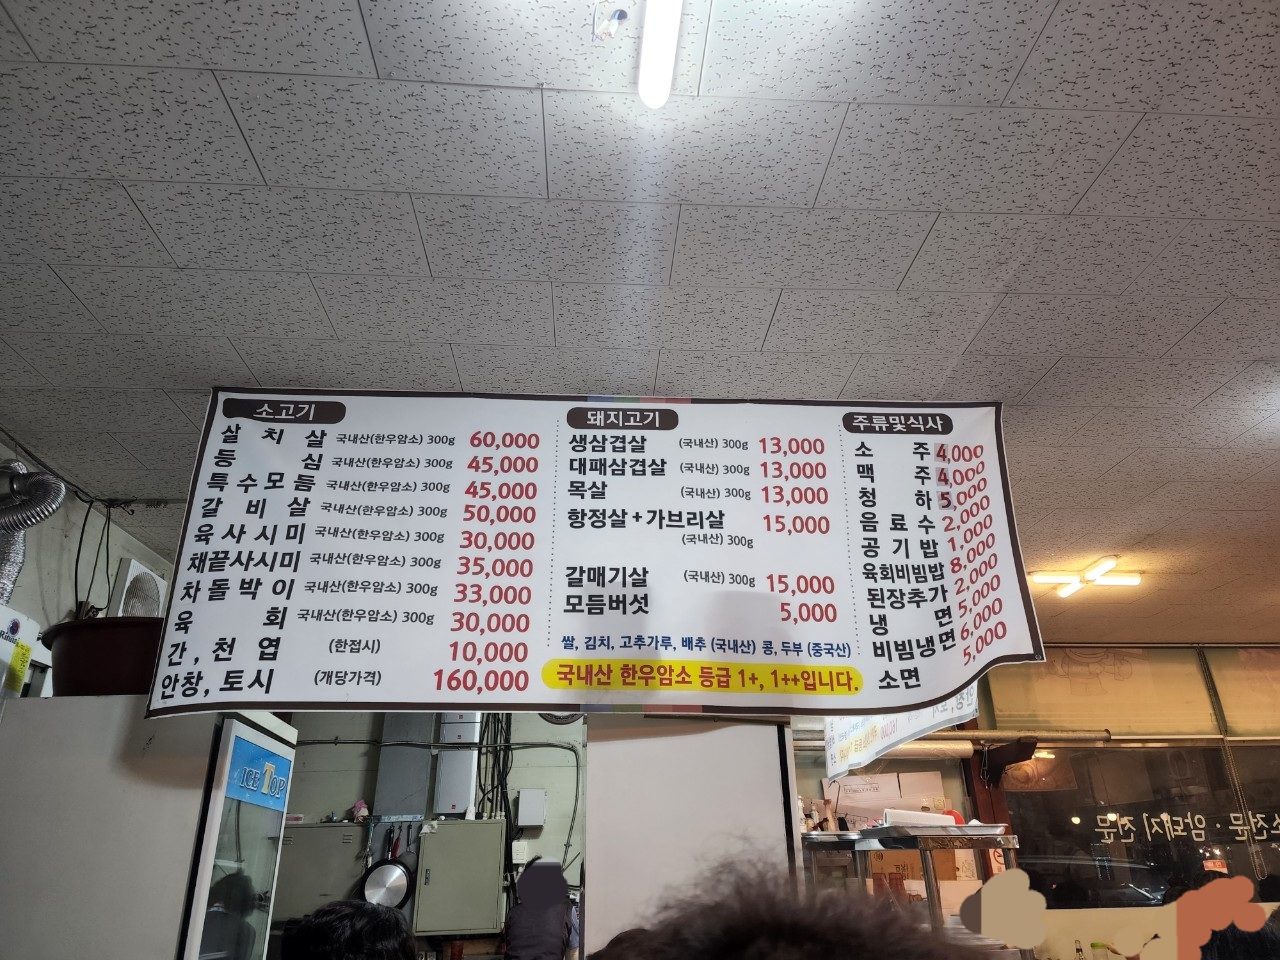 소고기
살치살 국내산(한우암소) 300g 60,000
등심 국내산(한우암소) 300g 45,000
특수모듬 국내산(한우암소) 300g 45,000
갈비살 국내산(한우암소) 300g 50,000
육사시미 국내산(한우암소) 300g 30,000
채끝사시미 국내산(한우암소) 300g 35,000
차돌박이 국내산(한우암소) 300g 33,000
육회 국내산(한우암소) 300g 30,000
간, 천엽 (한접시) 10,000
안창, 토시 (개당가격) 160,000
돼지고기
생삼겹살 (국내산) 300g 13,000
대패삼겹살 (국내산) 300g 13,000
목살 (국내산) 300g 13,000
항정살+가브리살 15,000
(국내산) 300g
갈매기살 (국내산) 300g 15,000
모듬버섯 5,000
쌀, 김치, 고추가루, 배추 (국내산) 콩, 두부 (중국산)
국내산 한우암소 등급 1+, 1++입니다.
주류및식사
소주 4,000
맥주 4,000
청하 5,000
음료수 2,000
공기밥 1,000
육회비빔밥 8,000
된장추가 2,000
냉면 5,000
비빔냉면 6,000
소면 5,000
ICE TOP
전문 · 암돼지 전문